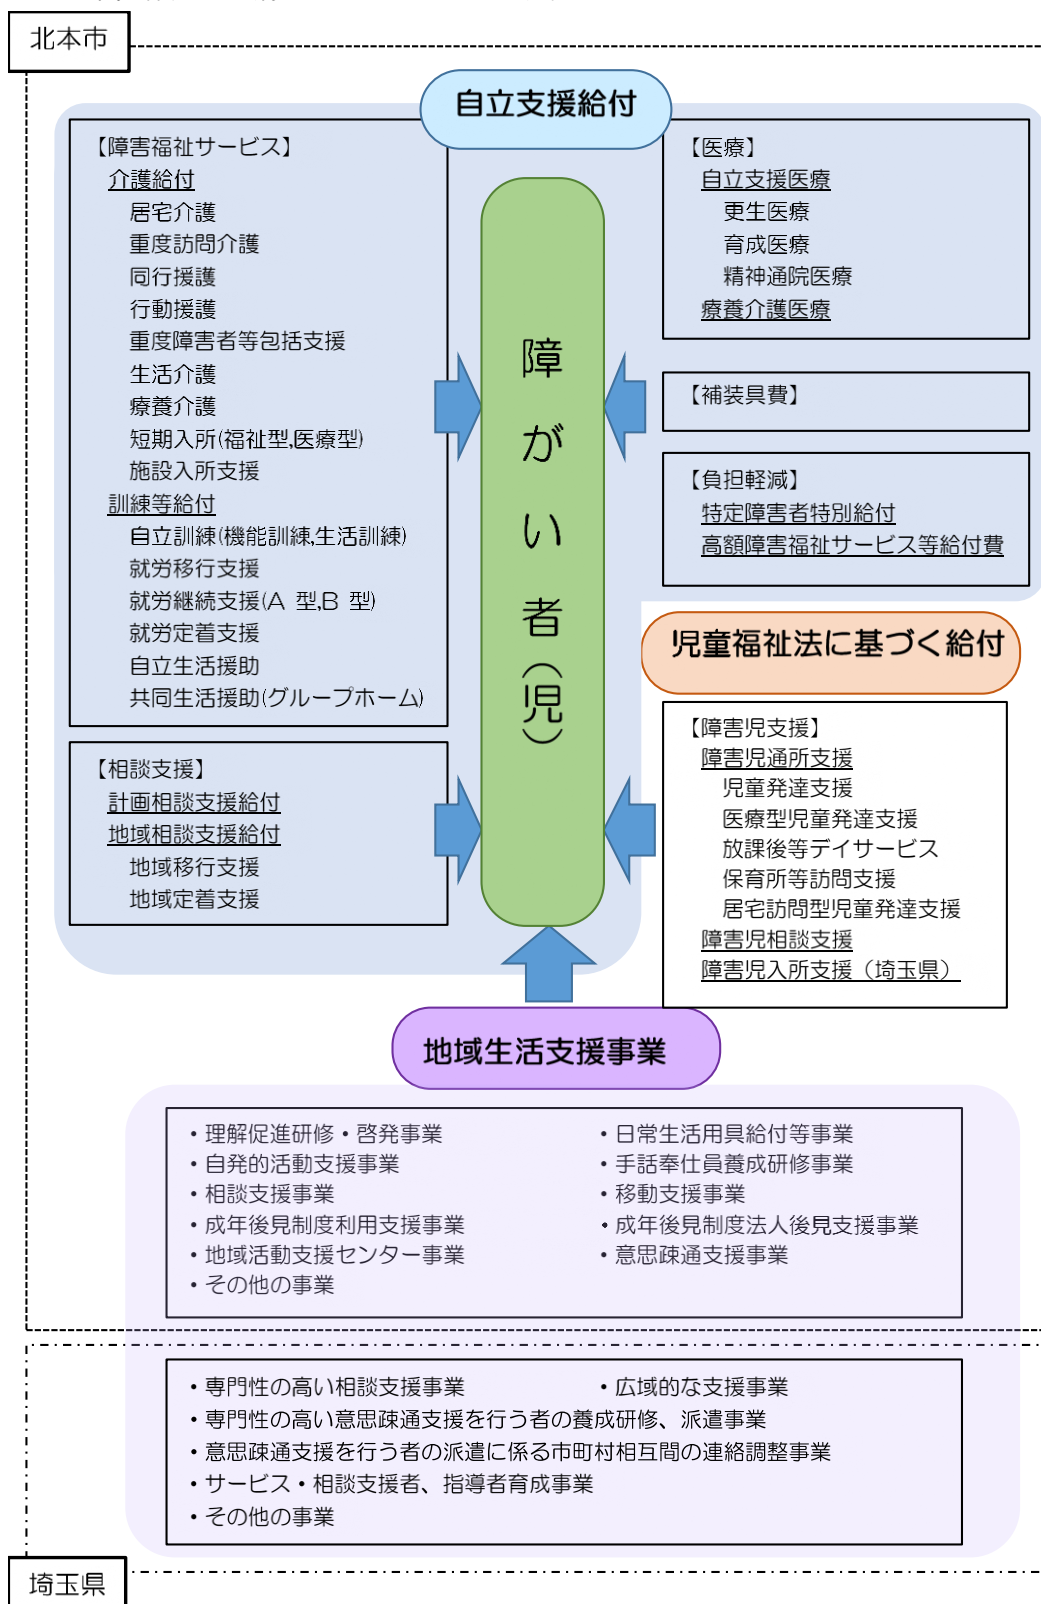 北本市
自立支援給付
【障害福祉サービス】
介護給付
居宅介護
重度訪問介護
同行援護
行動援護
重度障害者等包括支援
生活介護
療養介護
短期入所(福祉型,医療型)
施設入所支援
訓練等給付
自立訓練(機能訓練,生活訓練)
就労移行支援
就労継続支援(A 型,B 型)
就労定着支援
自立生活援助
共同生活援助(グループホーム)
【相談支援】
計画相談支援給付
地域相談支援給付
地域移行支援
地域定着支援
障がい者(児)
【医療】
自立支援医療
更生医療
育成医療
精神通院医療
療養介護医療
【補装具費】
【負担軽減】
特定障害者特別給付
高額障害福祉サービス等給付費
児童福祉法に基づく給付
【障害児支援】
障害児通所支援
児童発達支援
医療型児童発達支援
放課後等デイサービス
保育所等訪問支援
居宅訪問型児童発達支援
障害児相談支援
障害児入所支援（埼玉県）
地域生活支援事業
・理解促進研修・啓発事業
・自発的活動支援事業
・相談支援事業
・成年後見制度利用支援事業
・地域活動支援センター事業
・その他の事業
・日常生活用具給付等事業
・手話奉仕員養成研修事業
・移動支援事業
・成年後見制度法人後見支援事業
・意思疎通支援事業
・専門性の高い相談支援事業　・広域的な支援事業
・専門性の高い意思疎通支援を行う者の養成研修、派遣事業
・意思疎通支援を行う者の派遣に係る市町村相互間の連絡調整事業
・サービス・相談支援者、指導者育成事業
・その他の事業
埼玉県